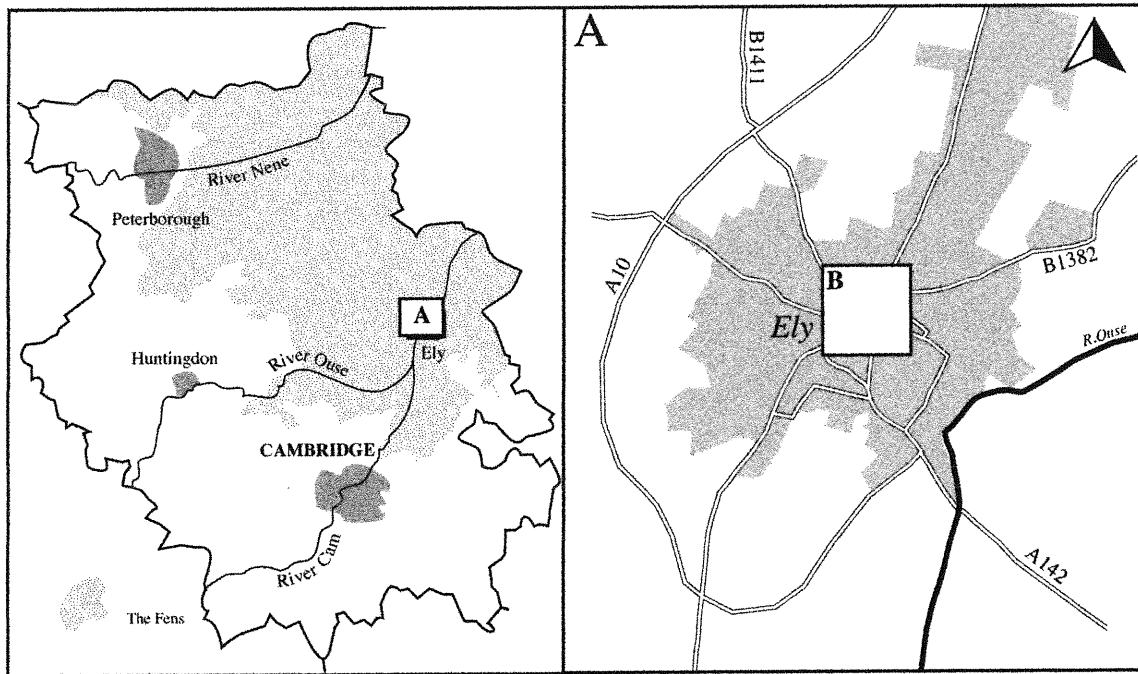 River Nene
Peterborough
A
Ely
Huntingdon
River Ouse
CAMBRIDGE
River Cam
The Fens
A
B1411
A10
B1382
B
Ely
R.Ouse
A142